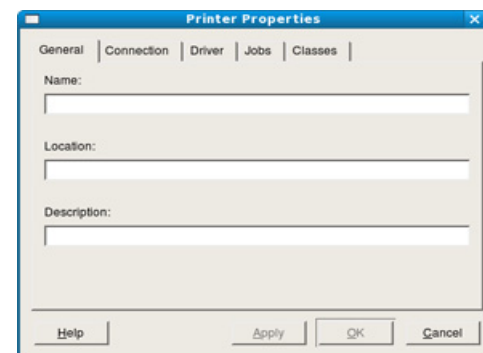 Printer Properties
General Connection Driver Jobs Classes
Name:
Location:
Description:
Help Apply OK Cancel